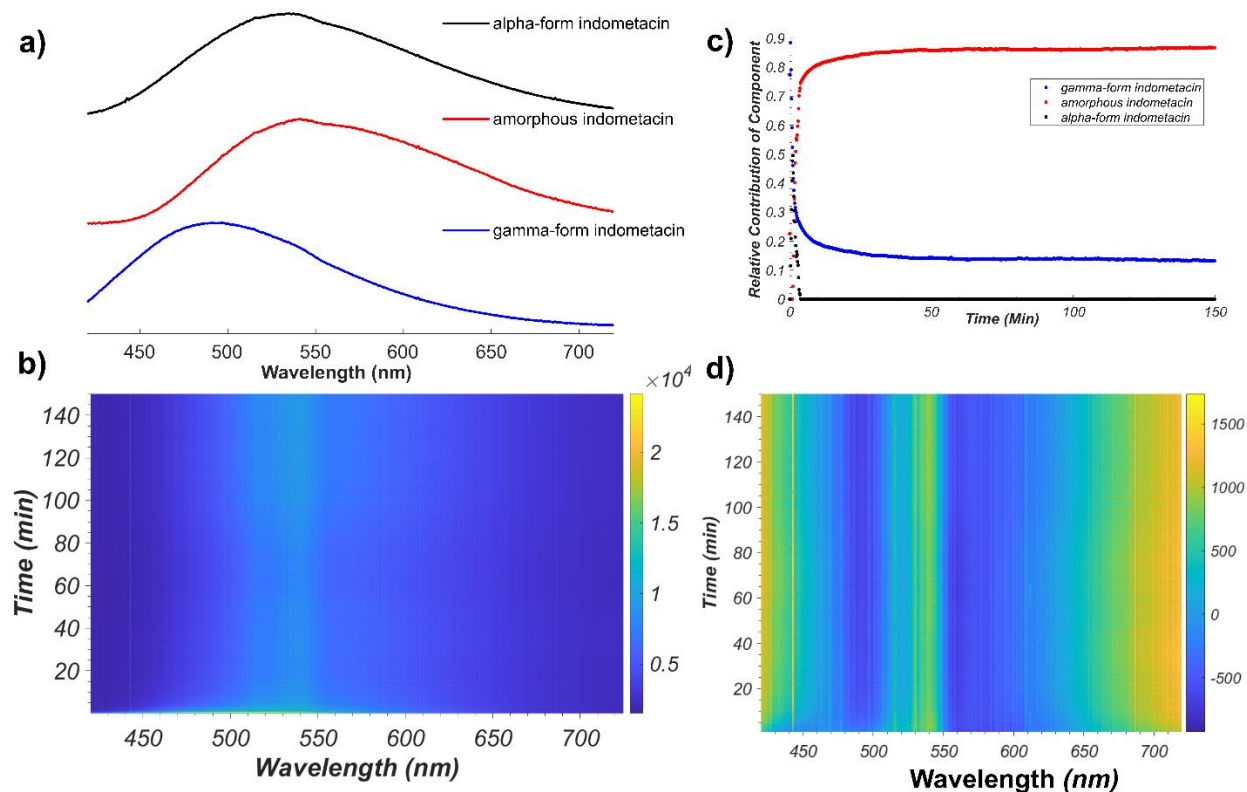 a)
alpha-form indometacin
amorphous indometacin
gamma-form indometacin
450 500 550 600 650 700
Wavelength (nm)
c)
0.9
0.8
0.7
0.6
0.5
0.4
0.3
0.2
0.1
0
Relative Contribution of Component
gamma-form indometacin
amorphous indometacin
alpha-form indometacin
0 50 100 150
Time (Min)
b)
×10^4
140
120
100
80
60
40
20
Time (min)
2
1.5
1
0.5
450 500 550 600 650 700
Wavelength (nm)
d)
140
120
100
80
60
40
20
Time (min)
1500
1000
500
0
-500
450 500 550 600 650 700
Wavelength (nm)